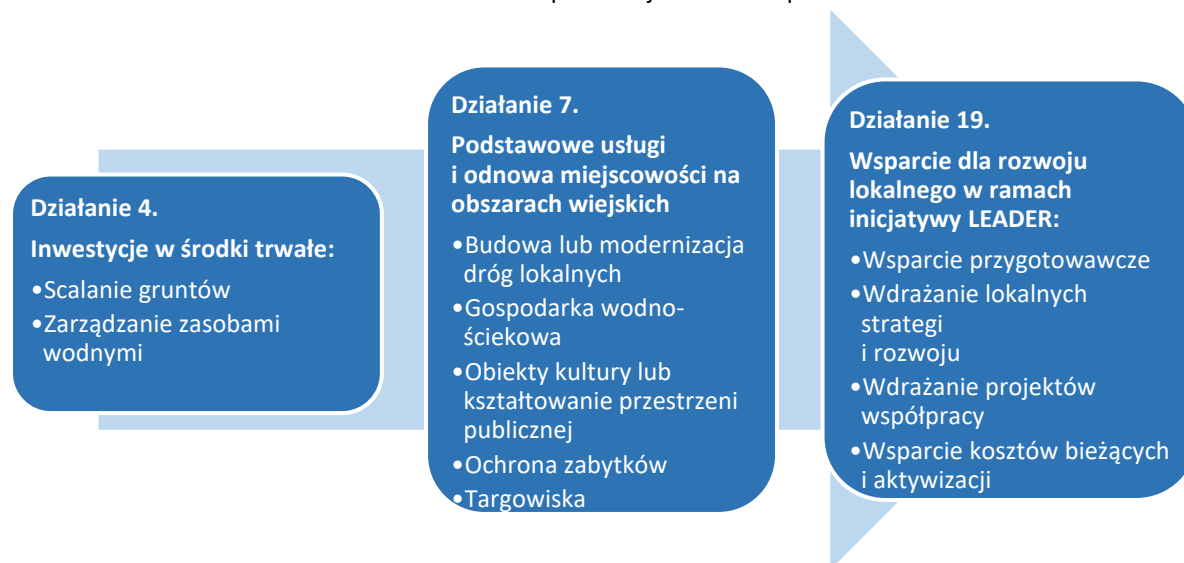 Działanie 4.
Inwestycje w środki trwałe:
•Scalanie gruntów
•Zarządzanie zasobami
wodnymi
Działanie 7.
Podstawowe usługi
i odnowa miejscowości na
obszarach wiejskich
•Budowa lub modernizacja
dróg lokalnych
•Gospodarka wodno-
ściekowa
•Obiekty kultury lub
kształtowanie przestrzeni
publicznej
•Ochrona zabytków
•Targowiska
Działanie 19.
Wsparcie dla rozwoju
lokalnego w ramach
inicjatywy LEADER:
•Wsparcie przygotowawcze
•Wdrażanie lokalnych
strategi
i rozwoju
•Wdrażanie projektów
współpracy
•Wsparcie kosztów bieżących
i aktywizacji